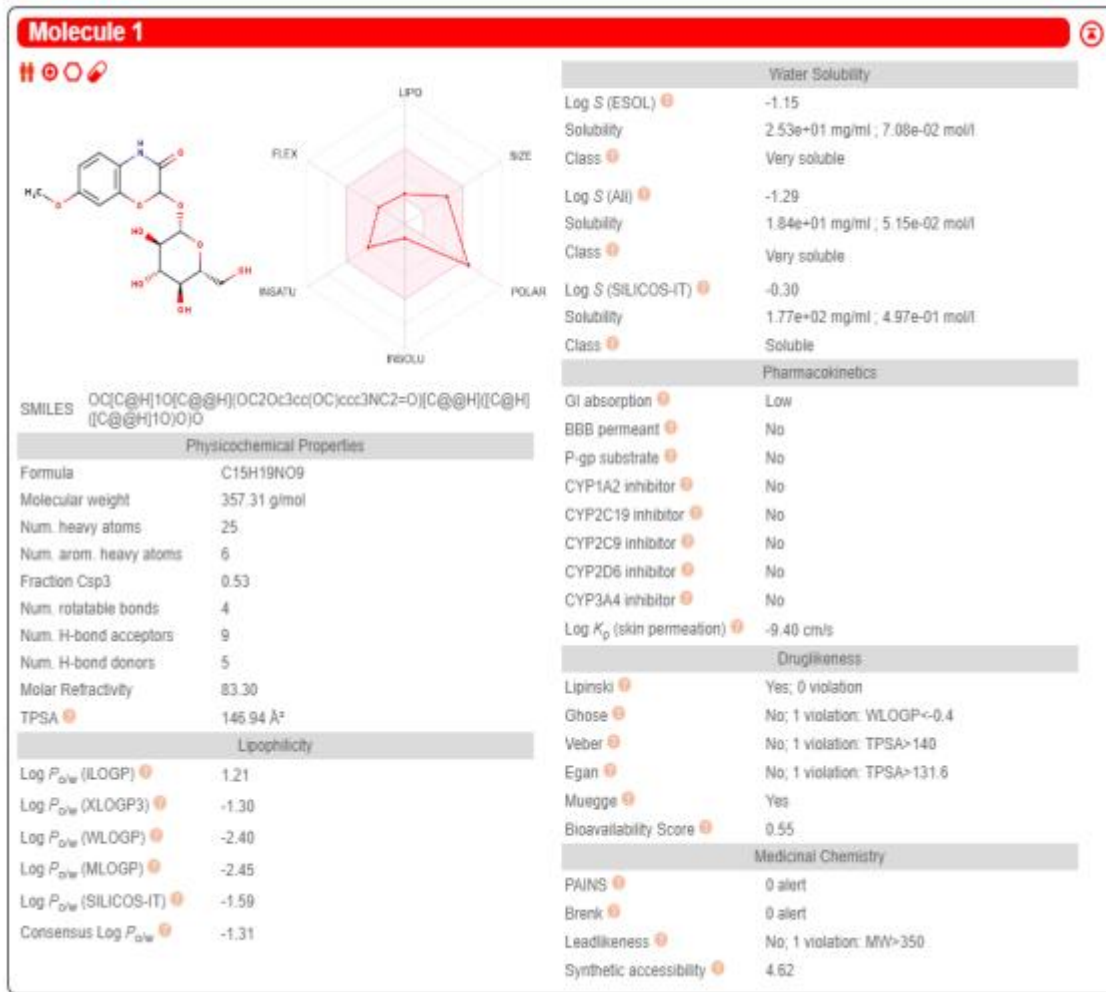 Molecule 1
LIPO
FLEX
SIZE
INSATU
POLAR
INSOLU
H
N
O
H₃C
O
O
O
HO
O
HO
OH
OH
SMILES OC[C@H]1O[C@@H](OC2Oc3cc(OC)ccc3NC2=O)[C@@H]([C@H]
([C@@H]1O)O)O
Physicochemical Properties
Formula C15H19NO9
Molecular weight 357.31 g/mol
Num. heavy atoms 25
Num. arom. heavy atoms 6
Fraction Csp3 0.53
Num. rotatable bonds 4
Num. H-bond acceptors 9
Num. H-bond donors 5
Molar Refractivity 83.30
TPSA ? 146.94 Å²
Lipophilicity
Log Po/w (iLOGP) ? 1.21
Log Po/w (XLOGP3) ? -1.30
Log Po/w (WLOGP) ? -2.40
Log Po/w (MLOGP) ? -2.45
Log Po/w (SILICOS-IT) ? -1.59
Consensus Log Po/w ? -1.31
Water Solubility
Log S (ESOL) ? -1.15
Solubility 2.53e+01 mg/ml ; 7.08e-02 mol/l
Class ? Very soluble
Log S (Ali) ? -1.29
Solubility 1.84e+01 mg/ml ; 5.15e-02 mol/l
Class ? Very soluble
Log S (SILICOS-IT) ? -0.30
Solubility 1.77e+02 mg/ml ; 4.97e-01 mol/l
Class ? Soluble
Pharmacokinetics
GI absorption ? Low
BBB permeant ? No
P-gp substrate ? No
CYP1A2 inhibitor ? No
CYP2C19 inhibitor ? No
CYP2C9 inhibitor ? No
CYP2D6 inhibitor ? No
CYP3A4 inhibitor ? No
Log Kp (skin permeation) ? -9.40 cm/s
Druglikeness
Lipinski ? Yes; 0 violation
Ghose ? No; 1 violation: WLOGP<-0.4
Veber ? No; 1 violation: TPSA>140
Egan ? No; 1 violation: TPSA>131.6
Muegge ? Yes
Bioavailability Score ? 0.55
Medicinal Chemistry
PAINS ? 0 alert
Brenk ? 0 alert
Leadlikeness ? No; 1 violation: MW>350
Synthetic accessibility ? 4.62